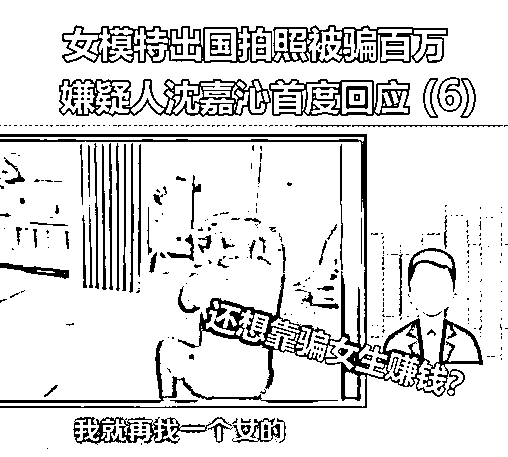 女模特出国拍照被骗百万
嫌疑人沈嘉沁首度回应（6）
还想靠骗女生赚钱?
我就再找一个女的